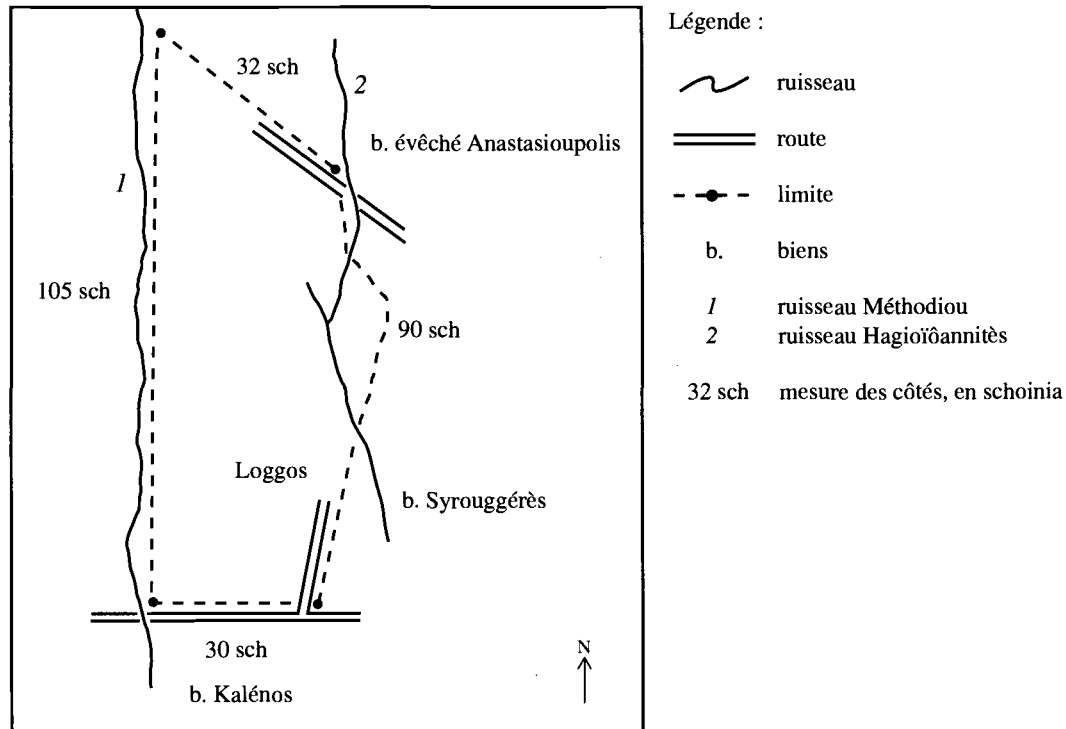 32 sch
2
b. évêché Anastasioupolis
1
105 sch
90 sch
Loggos
b. Syrouggérès
30 sch
b. Kalénos
N
Légende :
ruisseau
route
limite
b. biens
1 ruisseau Méthodiou
2 ruisseau Hagioïôannitès
32 sch mesure des côtés, en schoinia